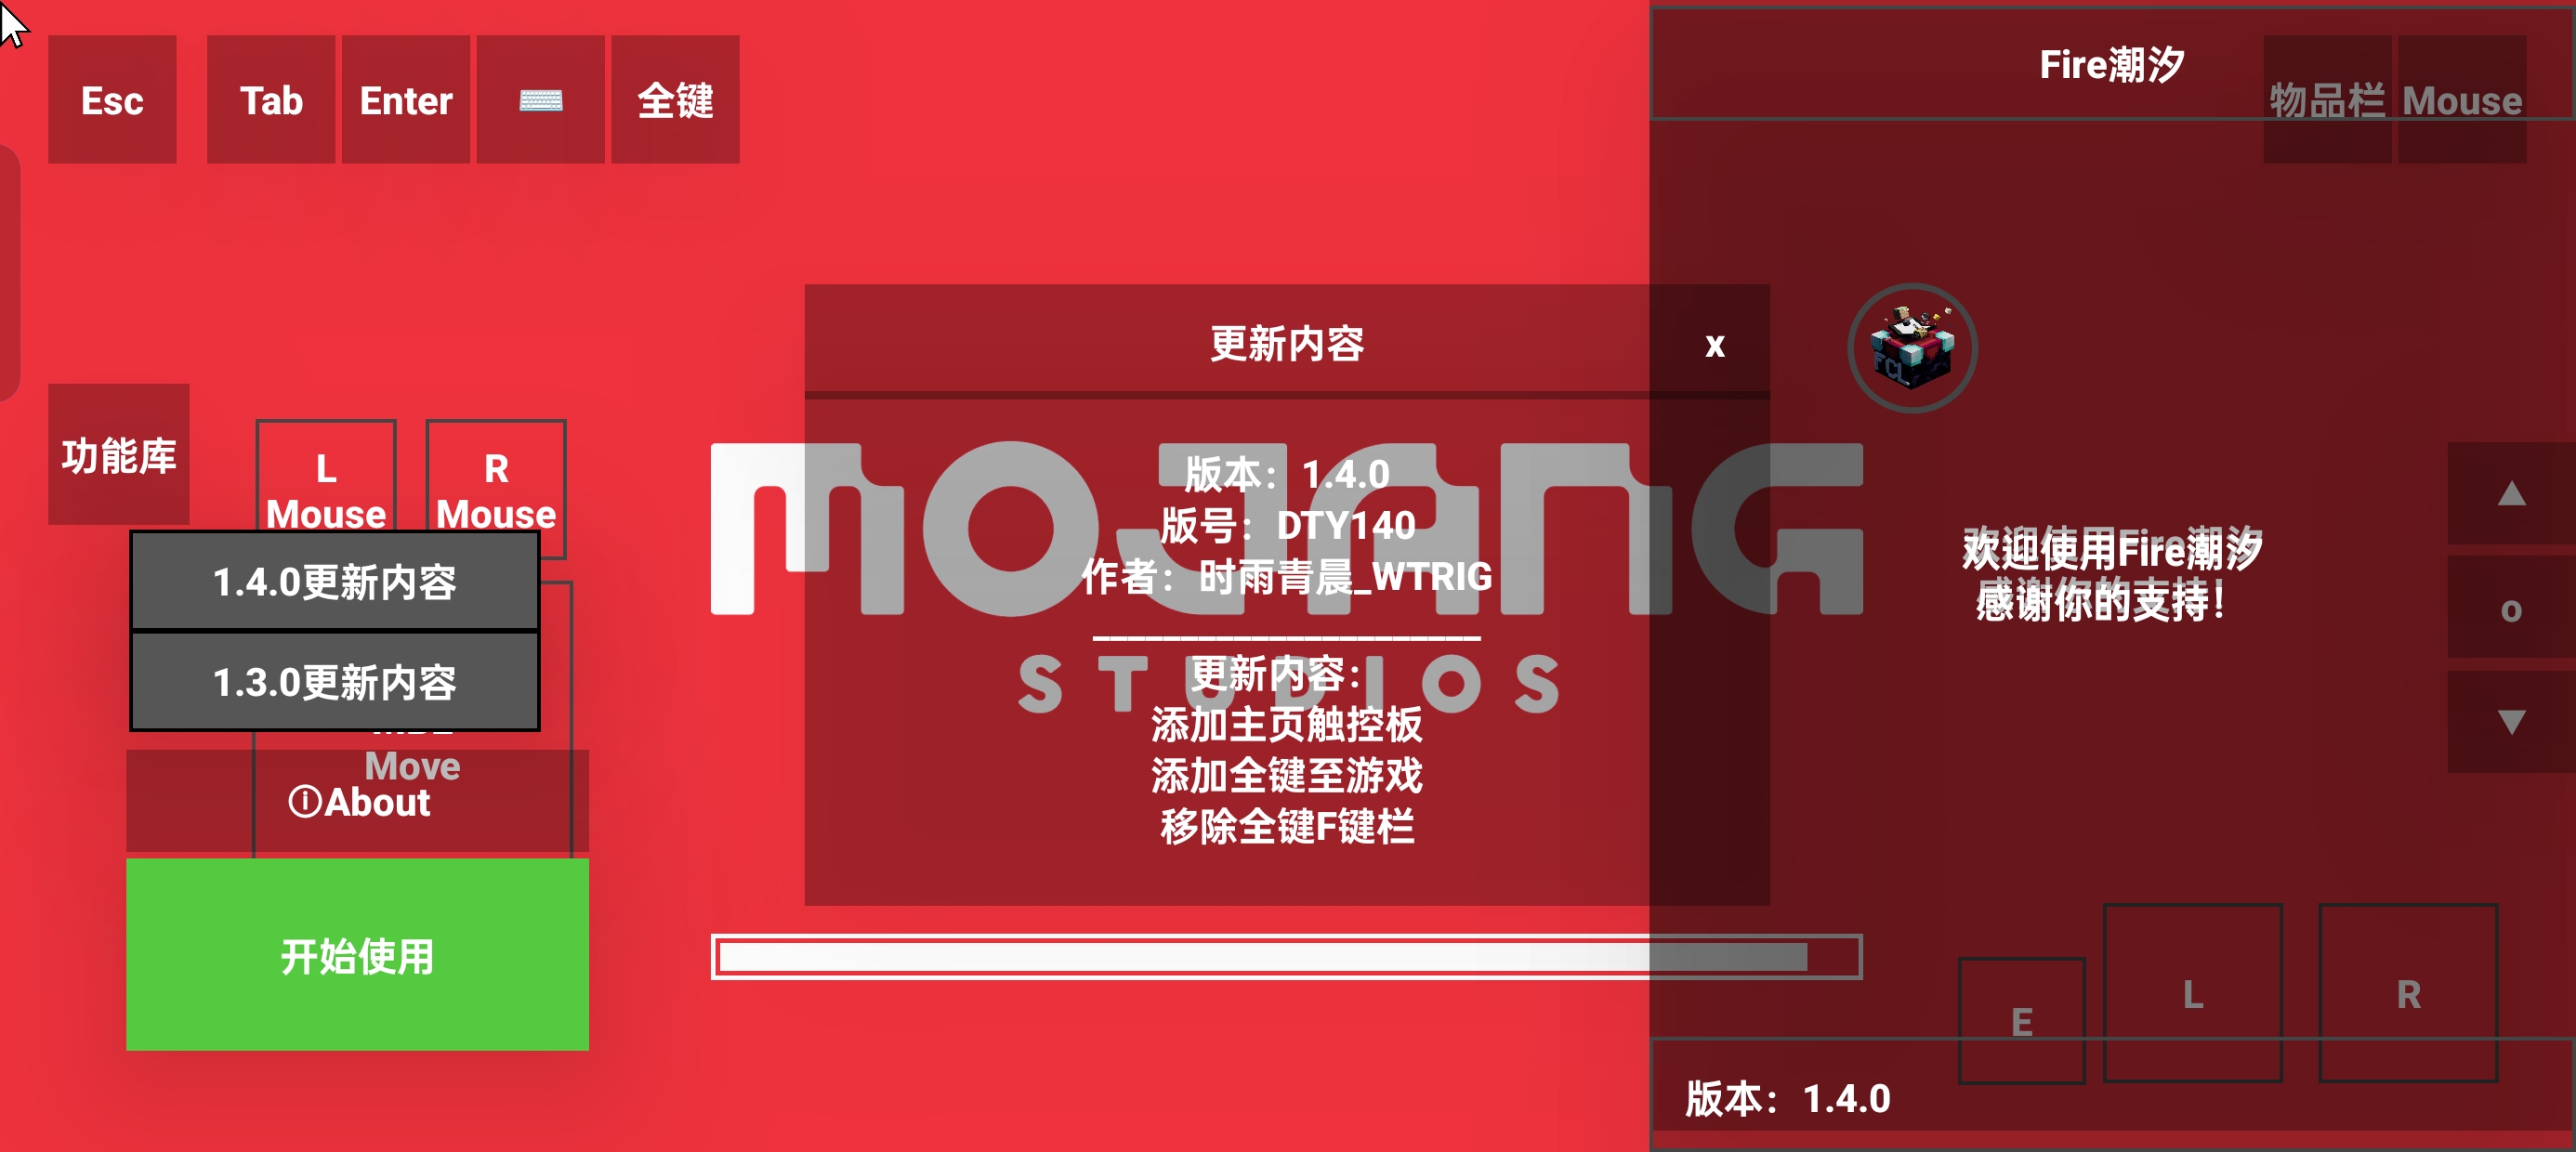 Esc
Tab
Enter
全键
Fire潮汐
物品栏
Mouse
功能库
L
Mouse
R
Mouse
1.4.0更新内容
1.3.0更新内容
Move
ⓘAbout
开始使用
更新内容
x
MOJANG
STUDIOS
版本：1.4.0
版号：DTY140
作者：时雨青晨_WTRIG
____________________
更新内容：
添加主页触控板
添加全键至游戏
移除全键F键栏
FCL
欢迎使用Fire潮汐
感谢你的支持！
▲
o
▼
E
L
R
版本：1.4.0